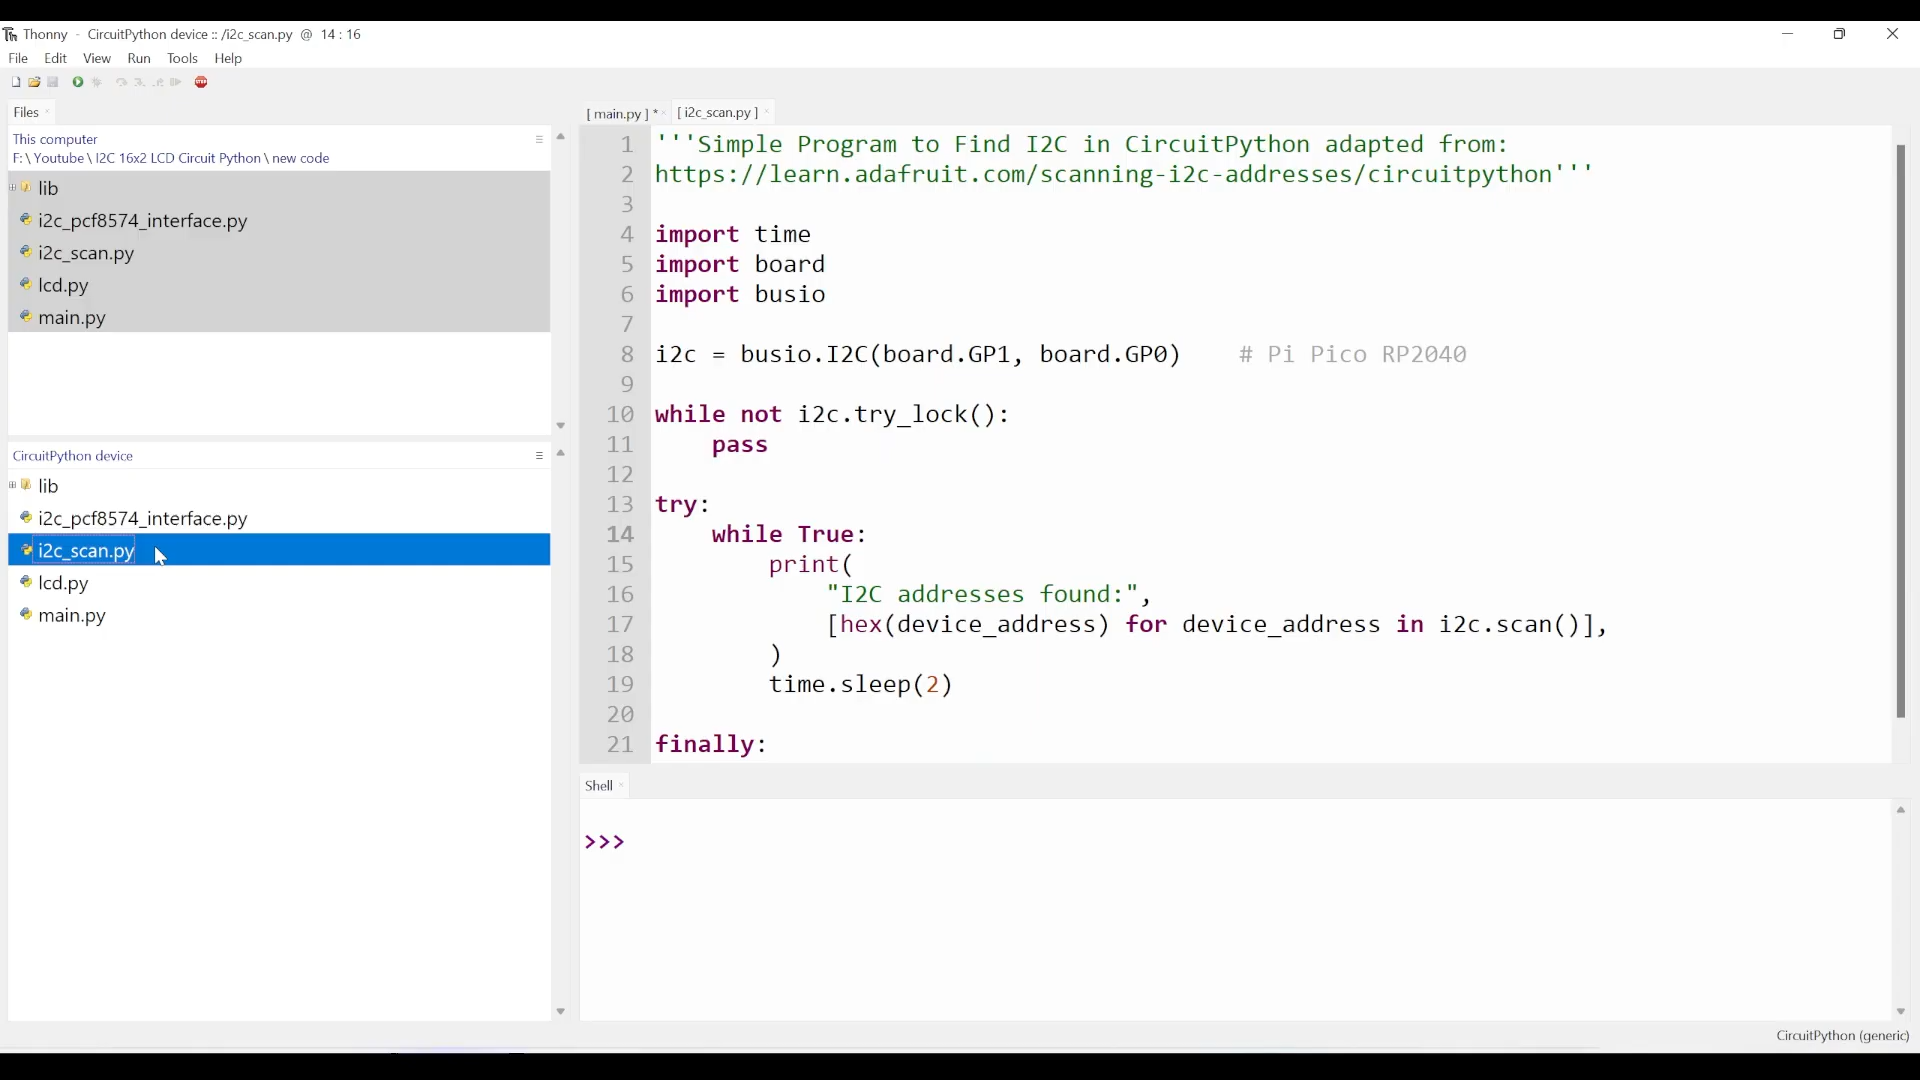 Thonny - CircuitPython device :: /i2c_scan.py @ 14 : 16
File Edit View Run Tools Help
Files
This computer
F: \ Youtube \ I2C 16x2 LCD Circuit Python \ new code
lib
i2c_pcf8574_interface.py
i2c_scan.py
lcd.py
main.py
CircuitPython device
lib
i2c_pcf8574_interface.py
i2c_scan.py
lcd.py
main.py
[ main.py ] * [ i2c_scan.py ]
1 '''Simple Program to Find I2C in CircuitPython adapted from:
2 https://learn.adafruit.com/scanning-i2c-addresses/circuitpython'''
3
4 import time
5 import board
6 import busio
7
8 i2c = busio.I2C(board.GP1, board.GP0)    # Pi Pico RP2040
9
10 while not i2c.try_lock():
11     pass
12
13 try:
14     while True:
15         print(
16             "I2C addresses found:",
17             [hex(device_address) for device_address in i2c.scan()],
18         )
19         time.sleep(2)
20
21 finally:
Shell
>>>
CircuitPython (generic)